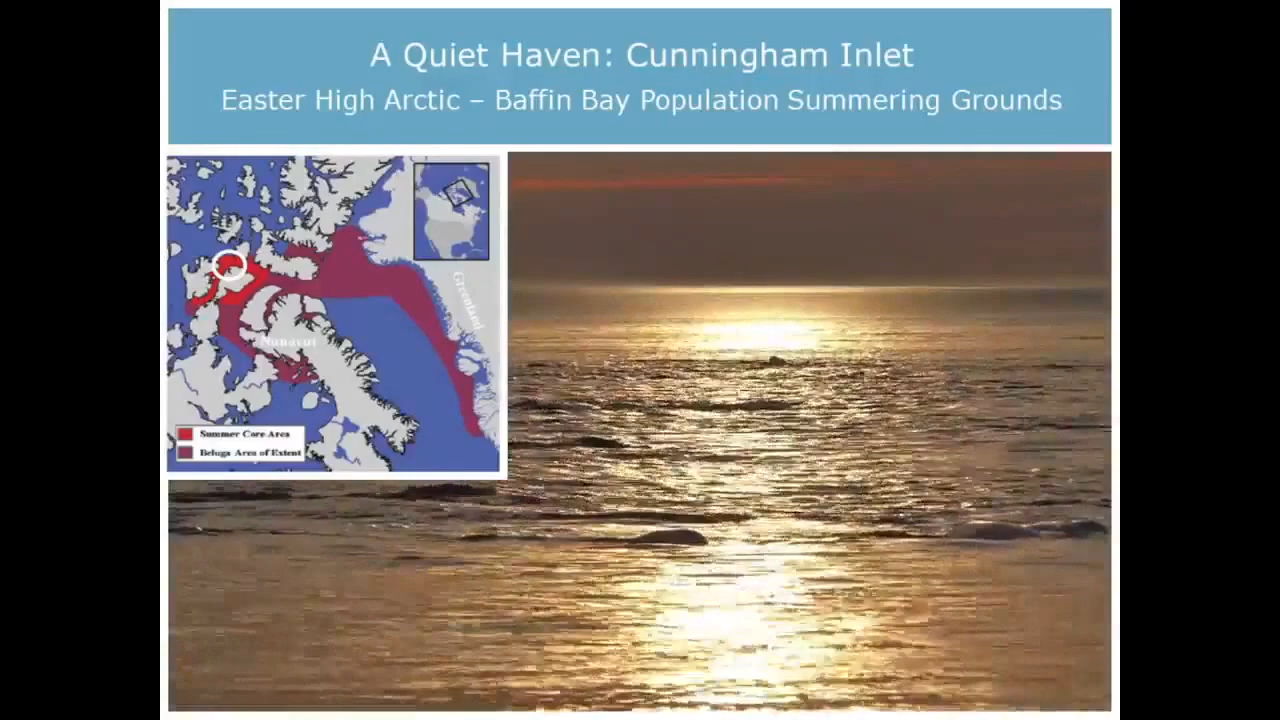 A Quiet Haven: Cunningham Inlet
Easter High Arctic – Baffin Bay Population Summering Grounds
Greenland
Nunavut
Summer Core Area
Beluga Area of Extent